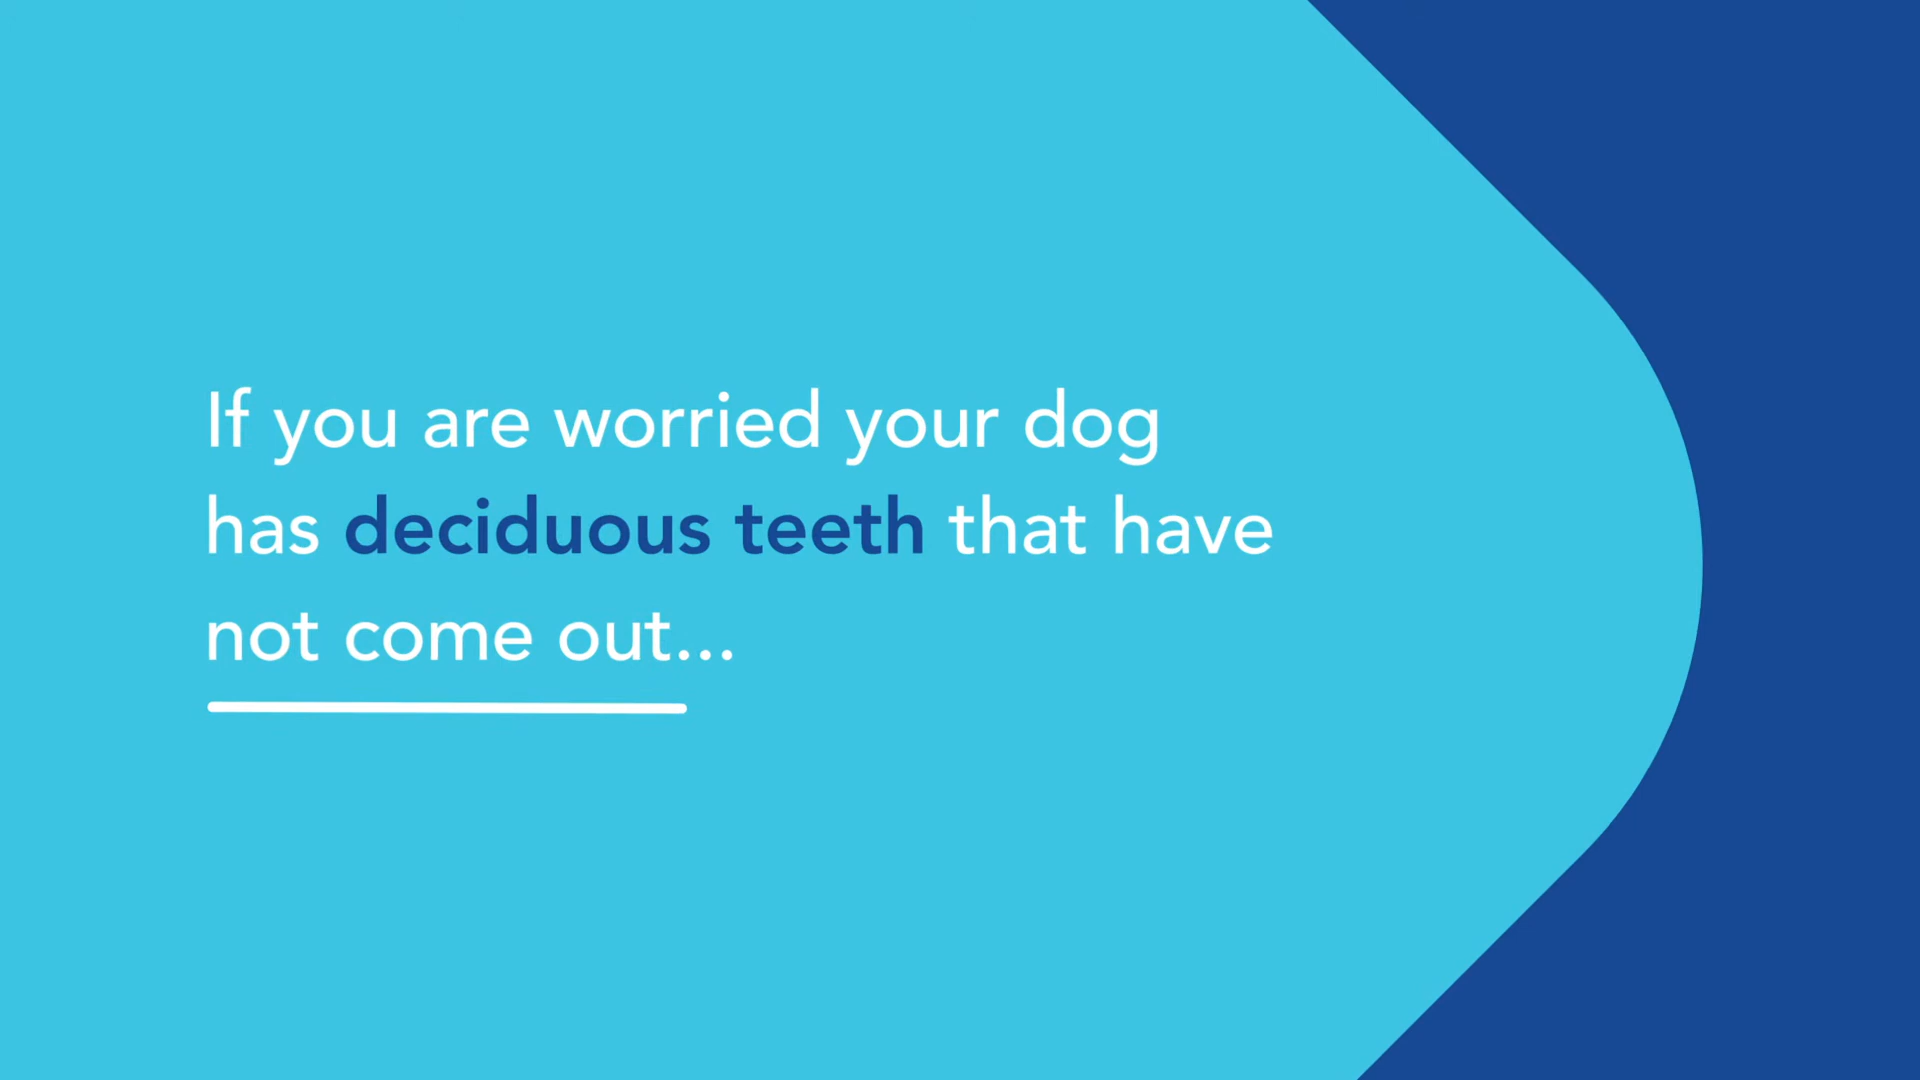 If you are worried your dog
has deciduous teeth that have
not come out...